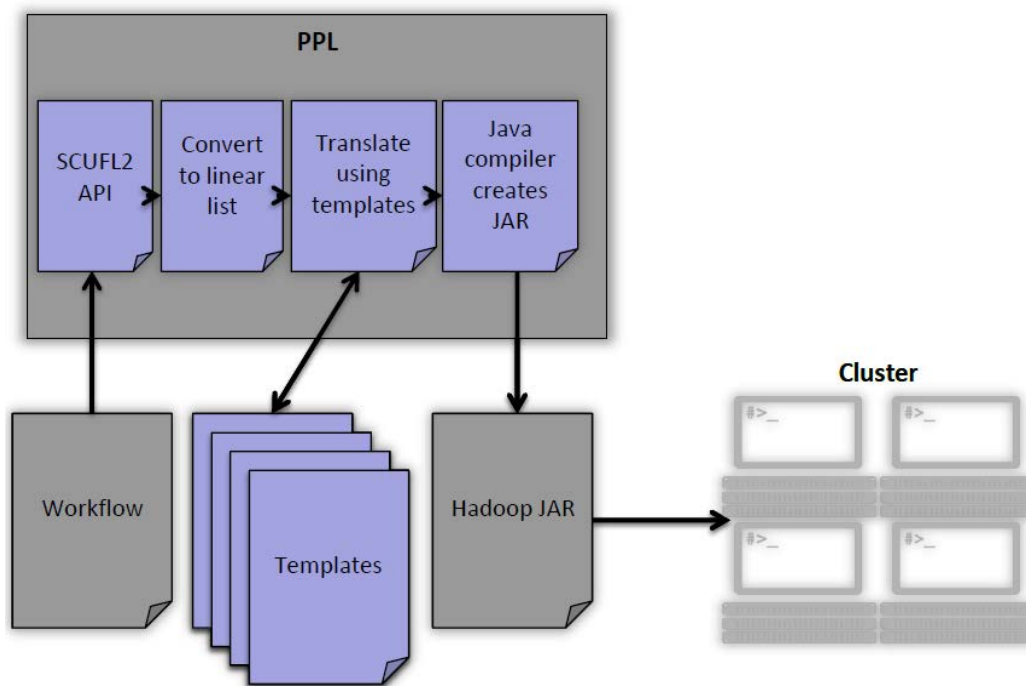 PPL
SCUFL2
API
Convert
to linear
list
Translate
using
templates
Java
compiler
creates
JAR
Workflow
Templates
Hadoop JAR
Cluster
#>_
#>_
#>_
#>_